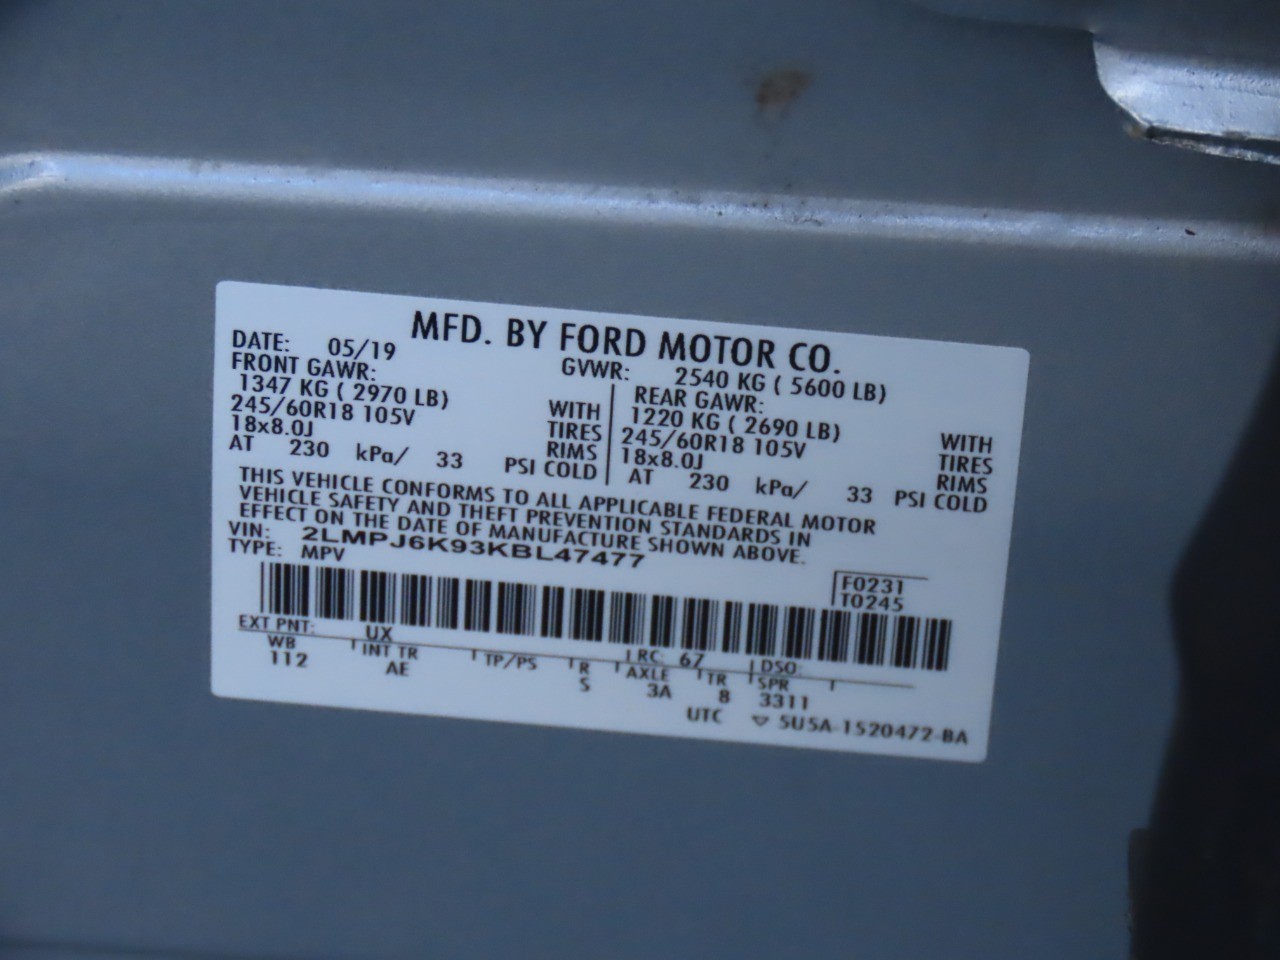 MFD. BY FORD MOTOR CO.
DATE: 05/19 GVWR: 2540 KG ( 5600 LB)
FRONT GAWR: REAR GAWR:
1347 KG ( 2970 LB) WITH 1220 KG ( 2690 LB) WITH
245/60R18 105V TIRES 245/60R18 105V TIRES
18x8.0J RIMS 18x8.0J RIMS
AT 230 kPa/ 33 PSI COLD AT 230 kPa/ 33 PSI COLD
THIS VEHICLE CONFORMS TO ALL APPLICABLE FEDERAL MOTOR
VEHICLE SAFETY AND THEFT PREVENTION STANDARDS IN
EFFECT ON THE DATE OF MANUFACTURE SHOWN ABOVE.
VIN: 2LMPJ6K93KBL47477
TYPE: MPV
F0231
T0245
EXT PNT: UX RC: 67 DSO:
WB INT TR TP/PS R AXLE TR SPR
112 AE S 3A 8 3311
UTC ▽ 5U5A-1520472-BA